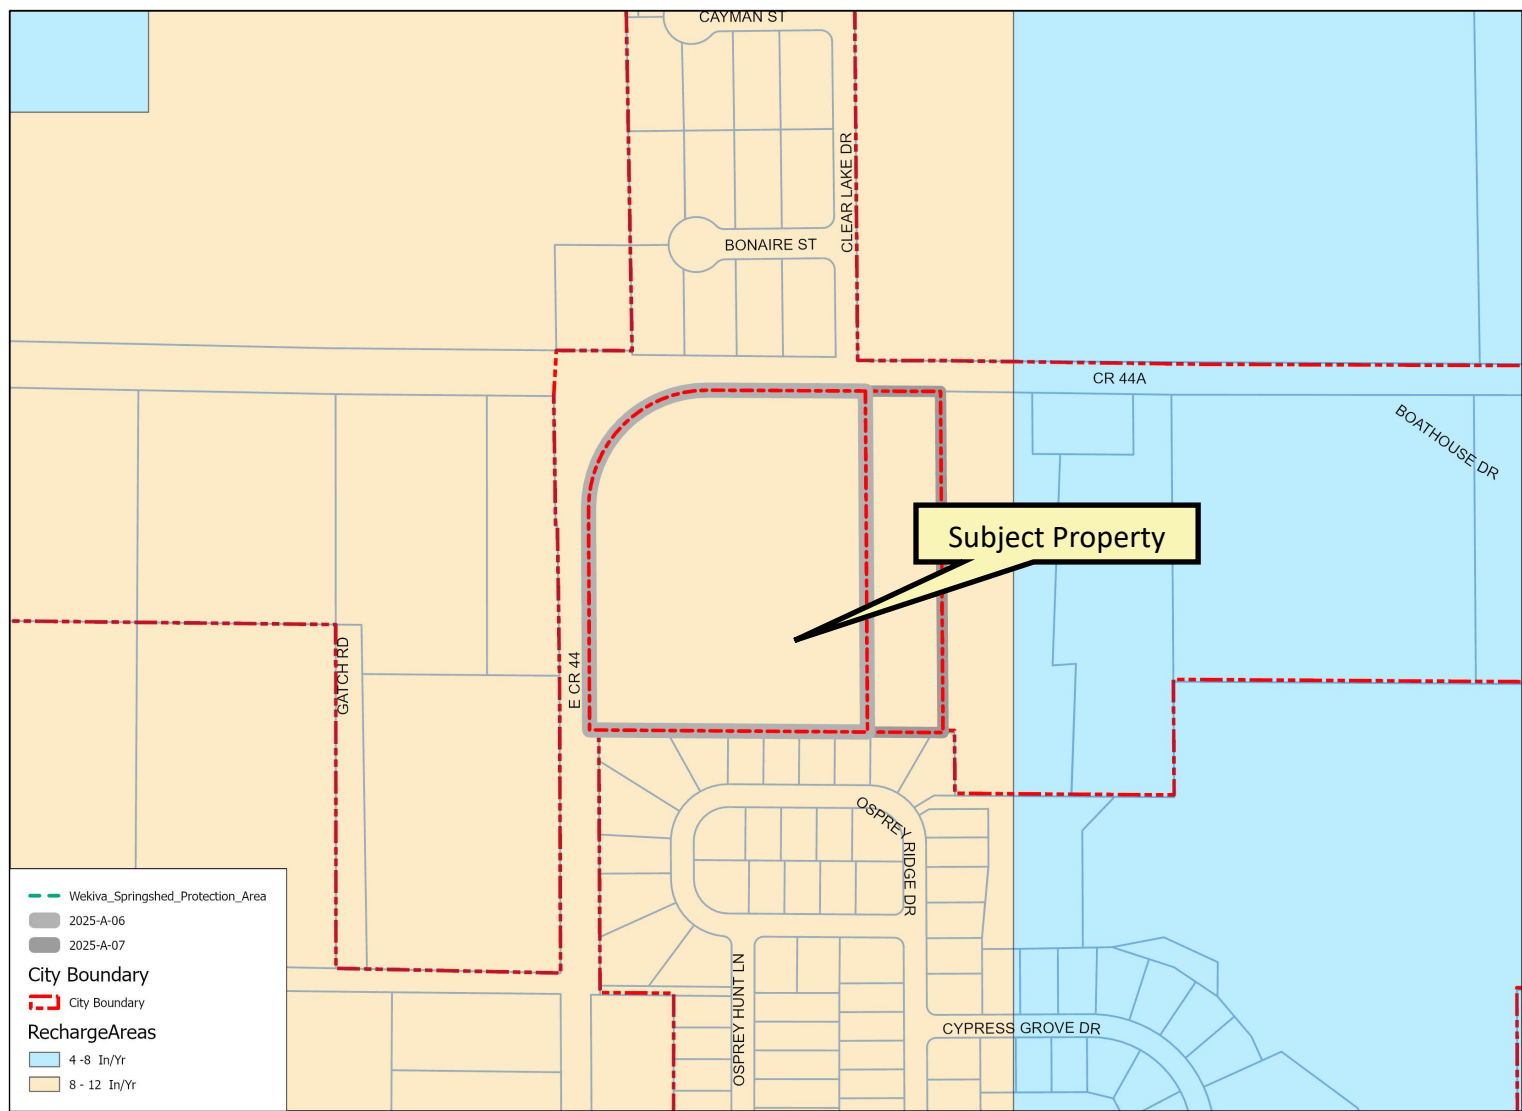 CAYMAN ST
CLEAR LAKE DR
BONAIRE ST
CR 44A
BOATHOUSE DR
Subject Property
GATCH RD
E CR 44
OSPREY RIDGE DR
OSPREY HUNT LN
CYPRESS GROVE DR
Wekiva_Springshed_Protection_Area
2025-A-06
2025-A-07
City Boundary
City Boundary
RechargeAreas
4 -8 In/Yr
8 - 12 In/Yr